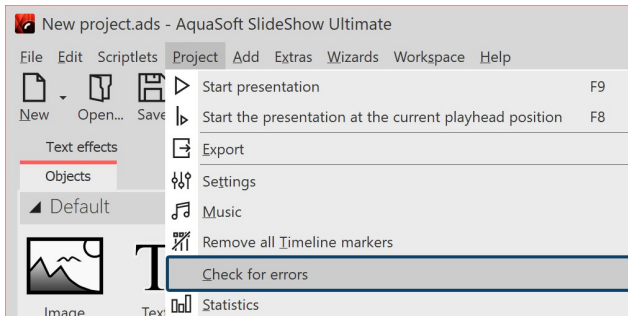 New project.ads - AquaSoft SlideShow Ultimate
File Edit Scriptlets Project Add Extras Wizards Workspace Help
New Open... Save
Start presentation F9
Start the presentation at the current playhead position F8
Text effects
Export
Objects
Settings
Default
Music
Remove all Timeline markers
Check for errors
Image
Statistics